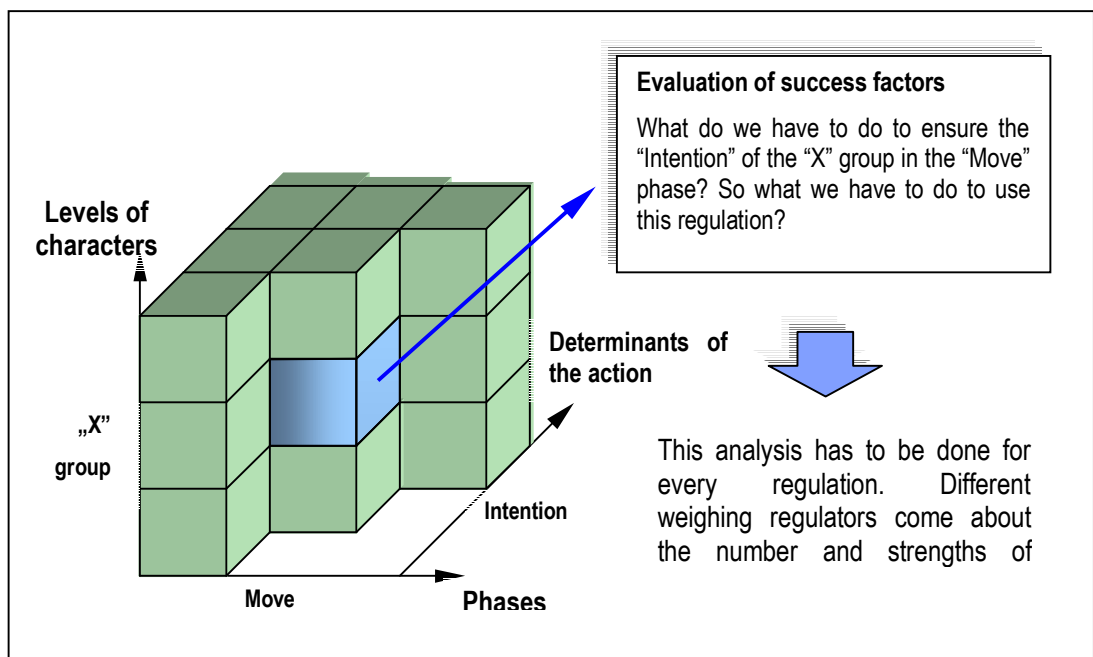 Evaluation of success factors
What do we have to do to ensure the
“Intention” of the “X” group in the “Move”
phase? So what we have to do to use
this regulation?
Levels of
characters
Determinants of
the action
„X”
group
Intention
Move
Phases
This analysis has to be done for
every regulation. Different
weighing regulators come about
the number and strengths of